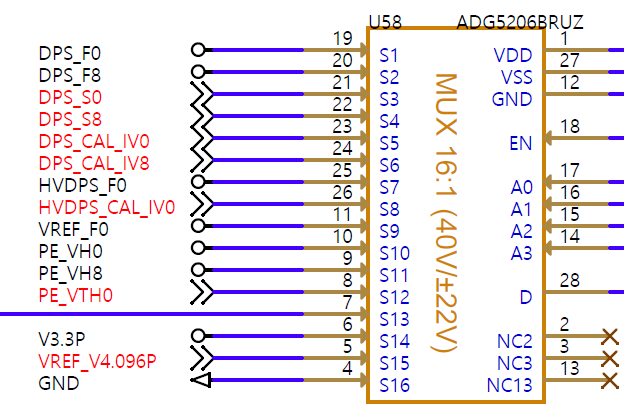 U58 ADG5206BRUZ
DPS_F0 19 S1 VDD 1
DPS_F8 20 S2 VSS 27
DPS_S0 21 S3 GND 12
DPS_S8 22 S4
DPS_CAL_IV0 23 S5 EN 18
DPS_CAL_IV8 24 S6
HVDPS_F0 25 S7 A0 17
HVDPS_CAL_IV0 26 S8 A1 16
VREF_F0 11 S9 A2 15
PE_VH0 10 S10 A3 14
PE_VH8 9 S11
PE_VTH0 8 S12 D 28
7 S13
V3.3P 6 S14 NC2 2
VREF_V4.096P 5 S15 NC3 3
GND 4 S16 NC13 13
MUX 16:1 (40V/±22V)